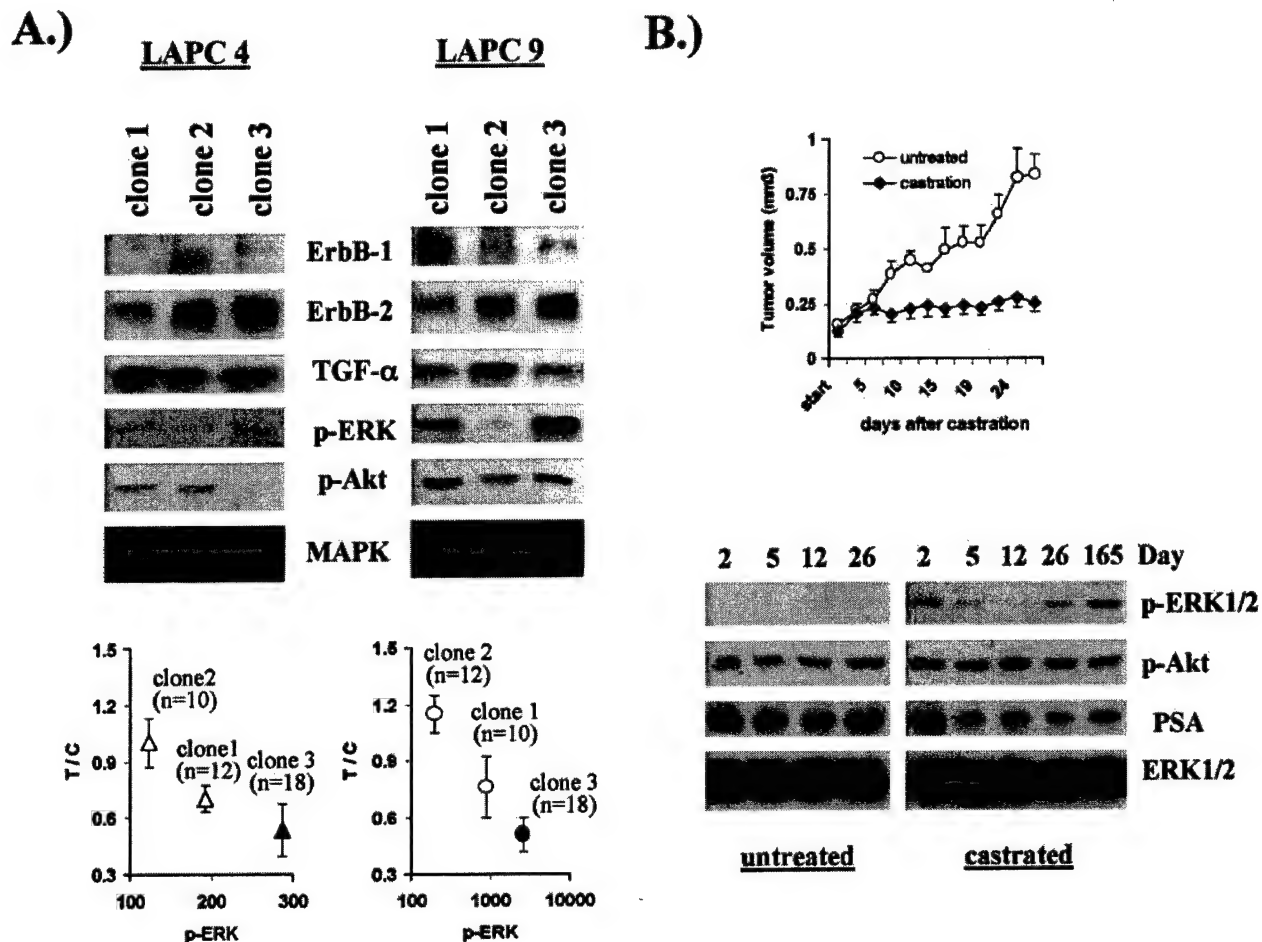 A.)
LAPC 4
LAPC 9
clone 1
clone 2
clone 3
clone 1
clone 2
clone 3
ErbB-1
ErbB-2
TGF-α
p-ERK
p-Akt
MAPK
1.5
1.2
0.9
0.6
0.3
T / C
clone2
(n=10)
clone1
(n=12)
clone 3
(n=18)
100 200 300
p-ERK
1.5
1.2
0.9
0.6
0.3
T / C
clone 2
(n=12)
clone 1
(n=10)
clone 3
(n=18)
100 1000 10000
p-ERK
B.)
1
0.75
0.5
0.25
0
Tumor volume (mmß)
untreated
castration
start 5 10 15 19 24
days after castration
2 5 12 26
2 5 12 26 165 Day
p-ERK1/2
p-Akt
PSA
ERK1/2
untreated
castrated